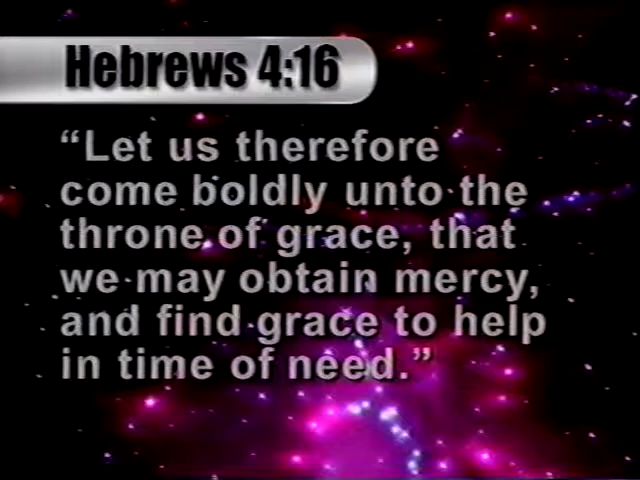 Hebrews 4:16
“Let us therefore
come boldly unto the
throne of grace, that
we may obtain mercy,
and find grace to help
in time of need.”